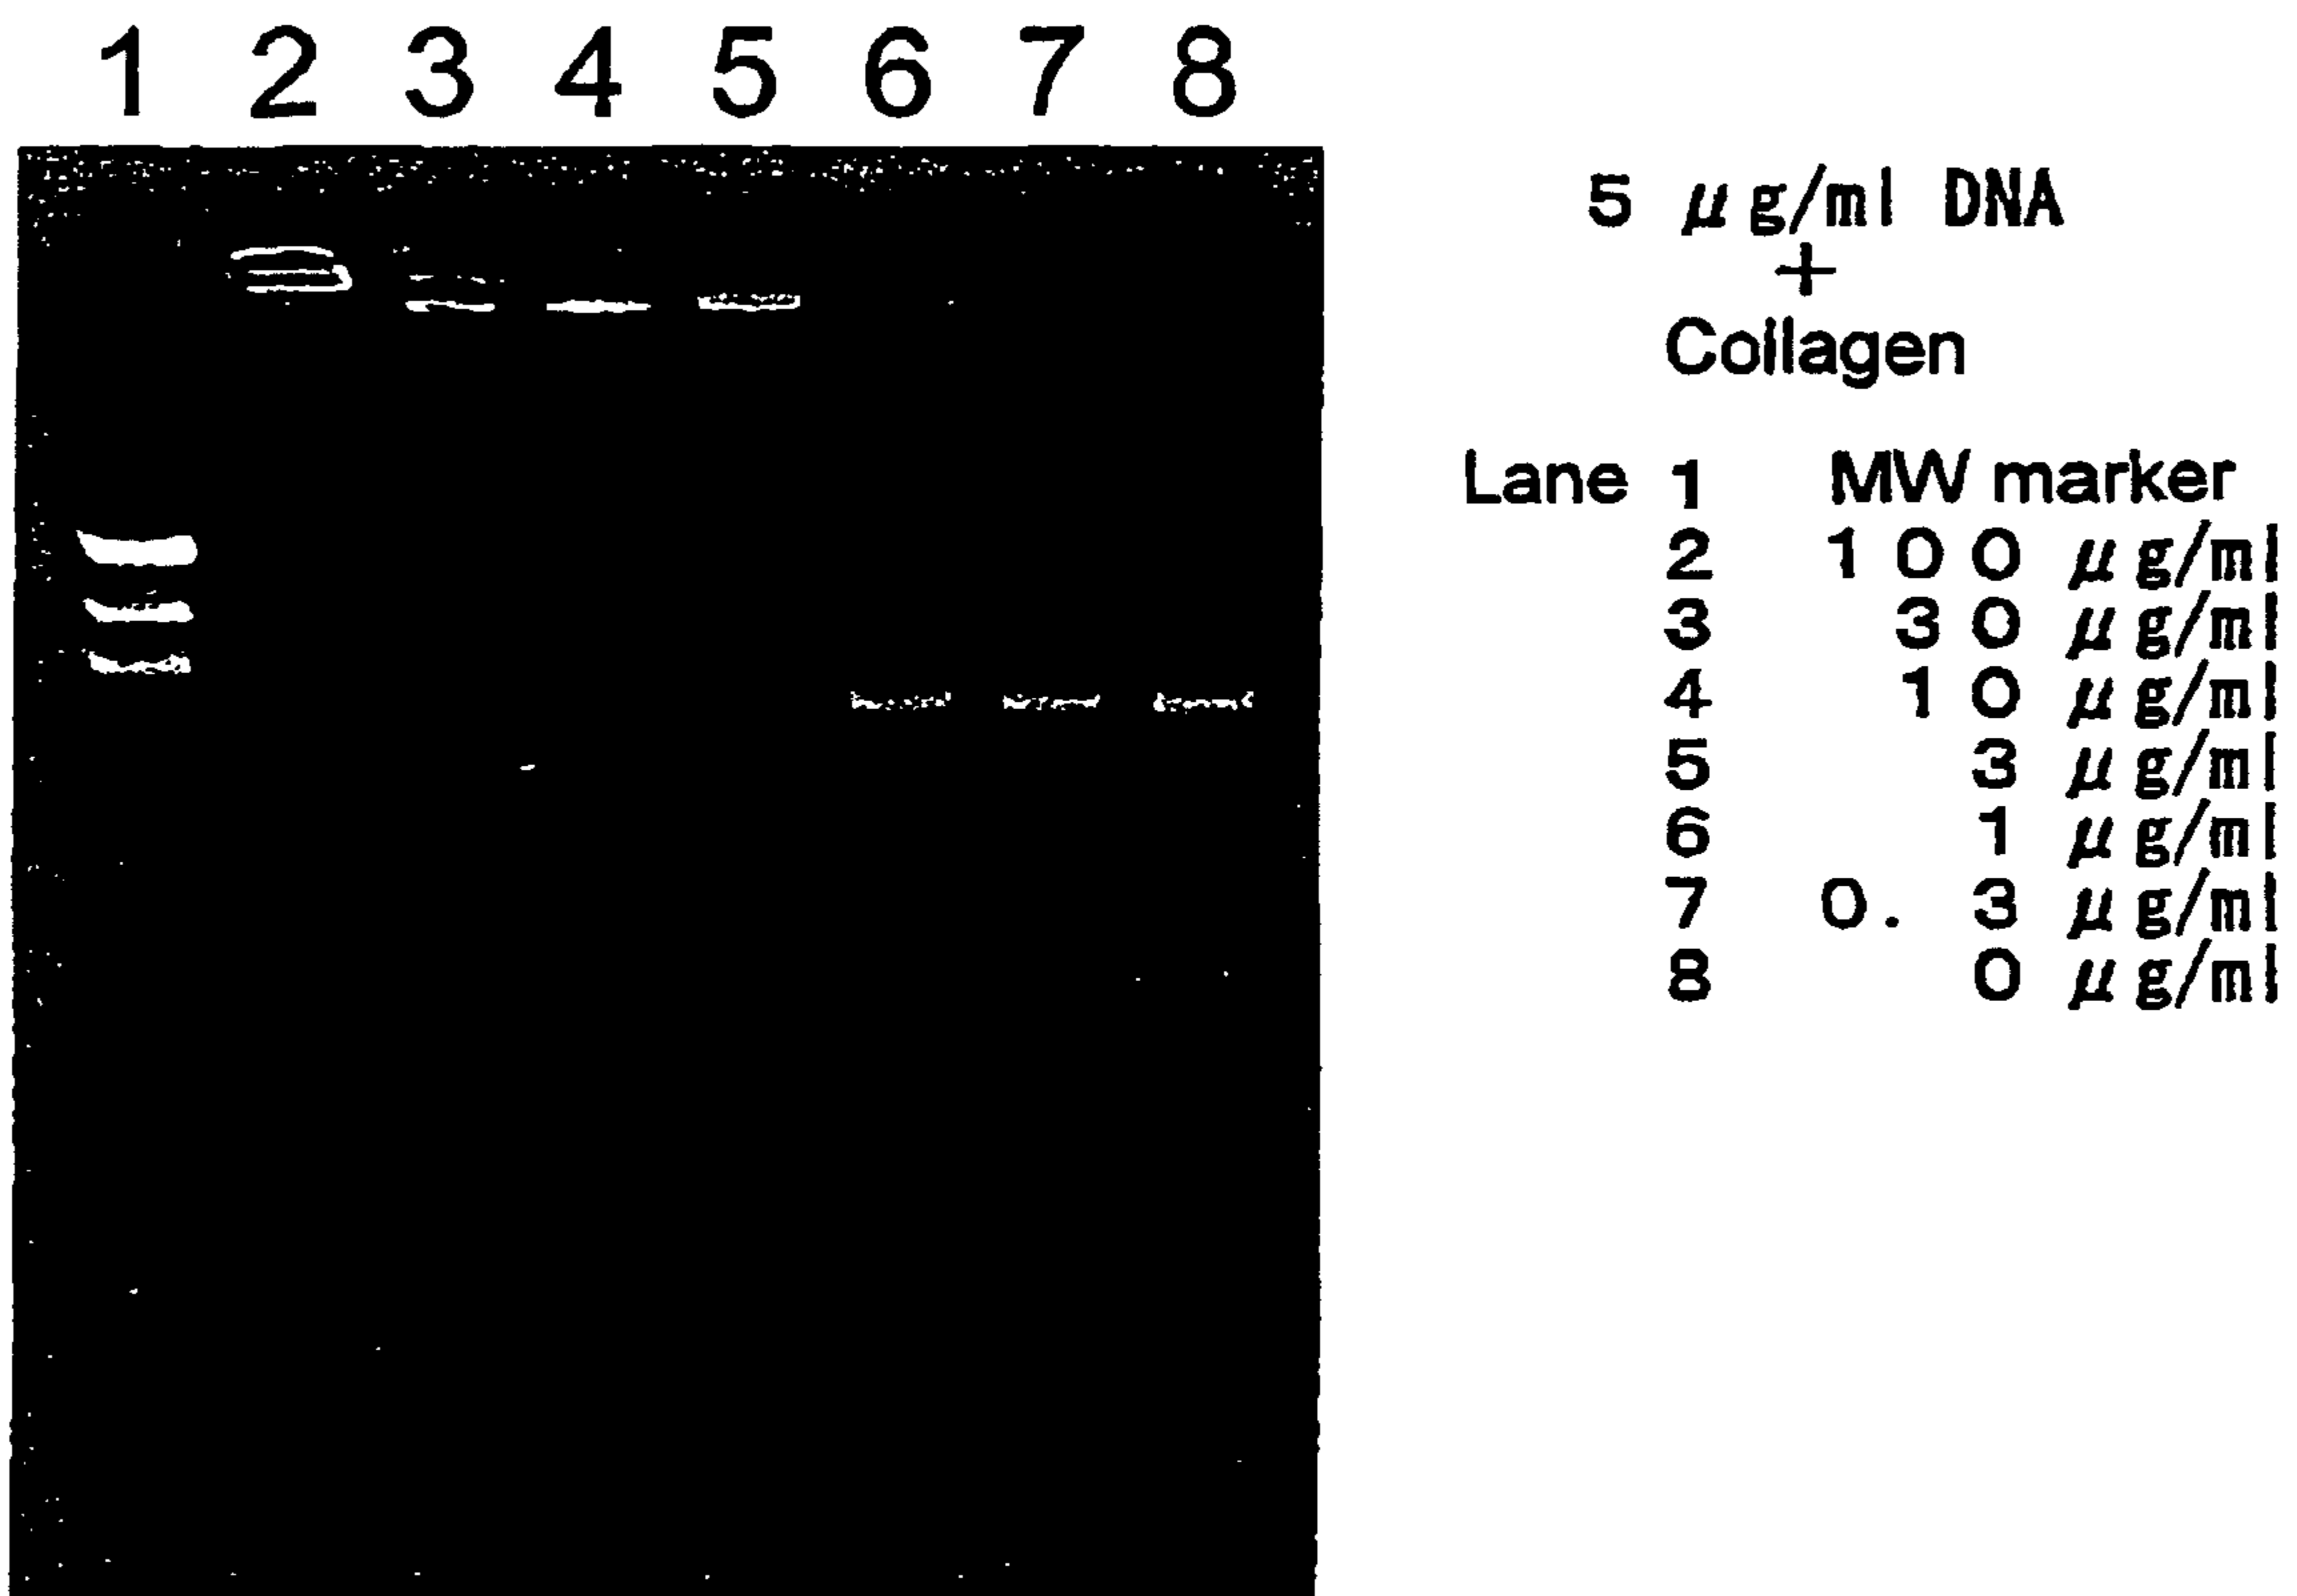 1 2 3 4 5 6 7 8
5 μg/ml DNA
+
Coilagen
Lane 1 MW marker
2 100 μg/ml
3 30 μg/ml
4 10 μg/ml
5 3 μg/ml
6 1 μg/ml
7 0. 3 μg/ml
8 0 μg/ml